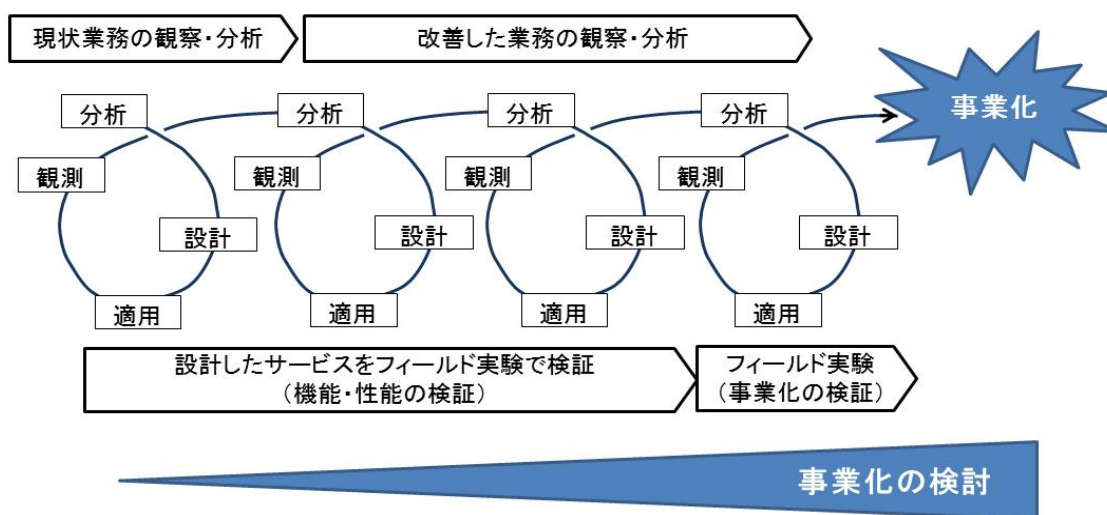 現状業務の観察・分析
改善した業務の観察・分析
事業化
分析
分析
分析
分析
観測
観測
観測
観測
設計
設計
設計
設計
適用
適用
適用
適用
設計したサービスをフィールド実験で検証
（機能・性能の検証）
フィールド実験
（事業化の検証）
事業化の検討